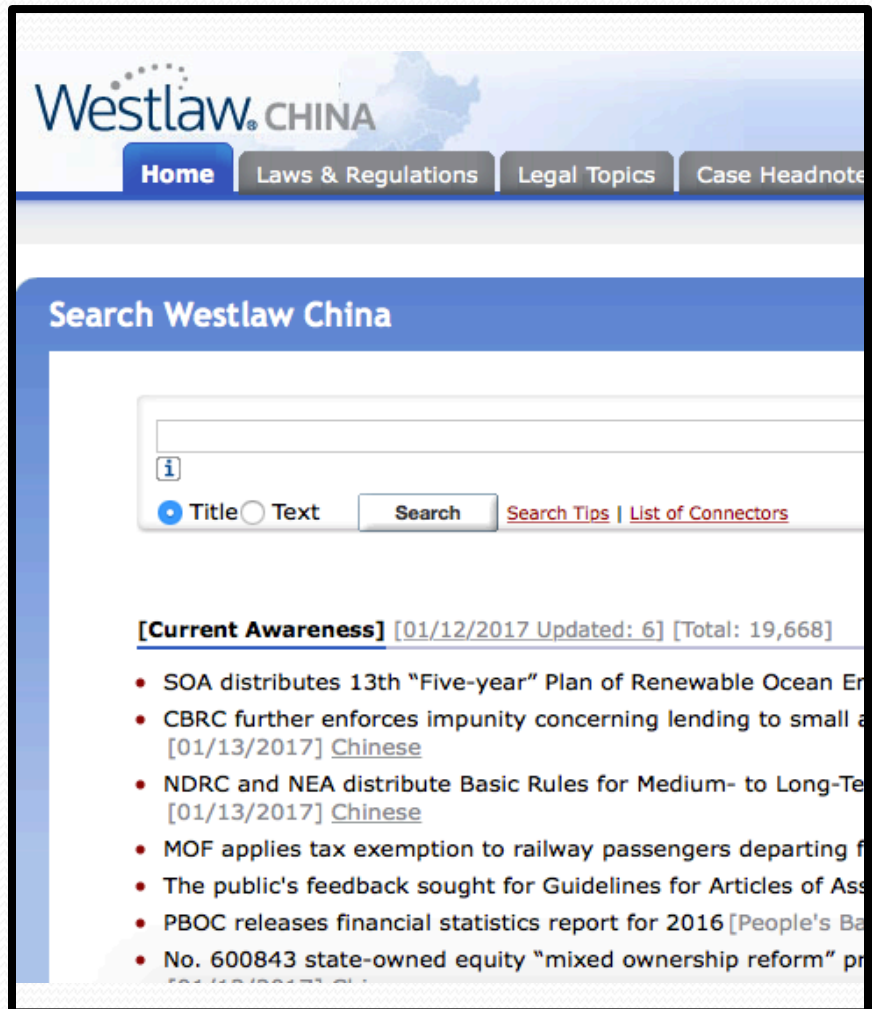 Westlaw® CHINA
Home Laws & Regulations Legal Topics Case Headnote
Search Westlaw China
i
Title Text Search Search Tips | List of Connectors
[Current Awareness] [01/12/2017 Updated: 6] [Total: 19,668]
• SOA distributes 13th “Five-year” Plan of Renewable Ocean En
• CBRC further enforces impunity concerning lending to small a
[01/13/2017] Chinese
• NDRC and NEA distribute Basic Rules for Medium- to Long-Te
[01/13/2017] Chinese
• MOF applies tax exemption to railway passengers departing f
• The public's feedback sought for Guidelines for Articles of Ass
• PBOC releases financial statistics report for 2016 [People's Ba
• No. 600843 state-owned equity “mixed ownership reform” pr